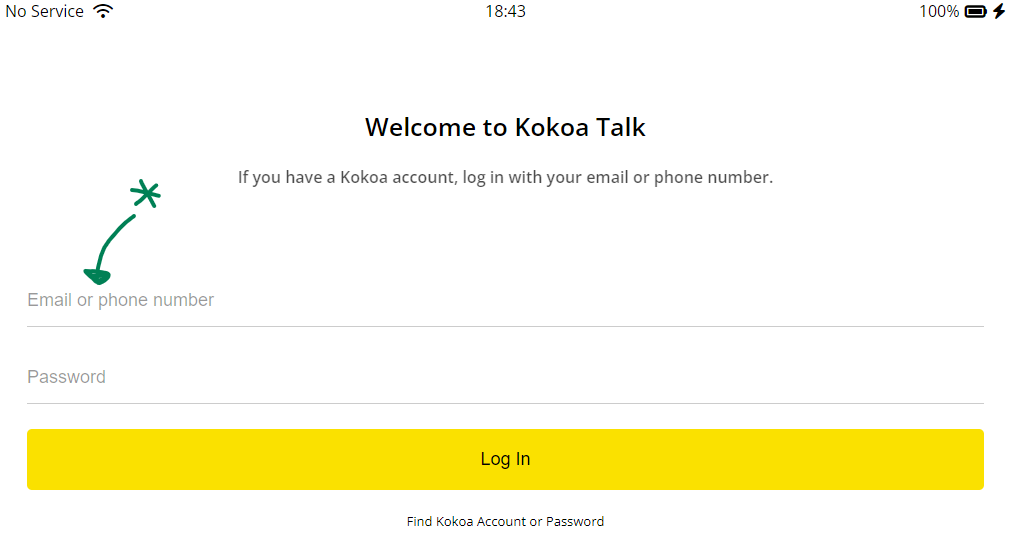 No Service 18:43 100%
Welcome to Kokoa Talk
If you have a Kokoa account, log in with your email or phone number.
Email or phone number
Password
Log In
Find Kokoa Account or Password